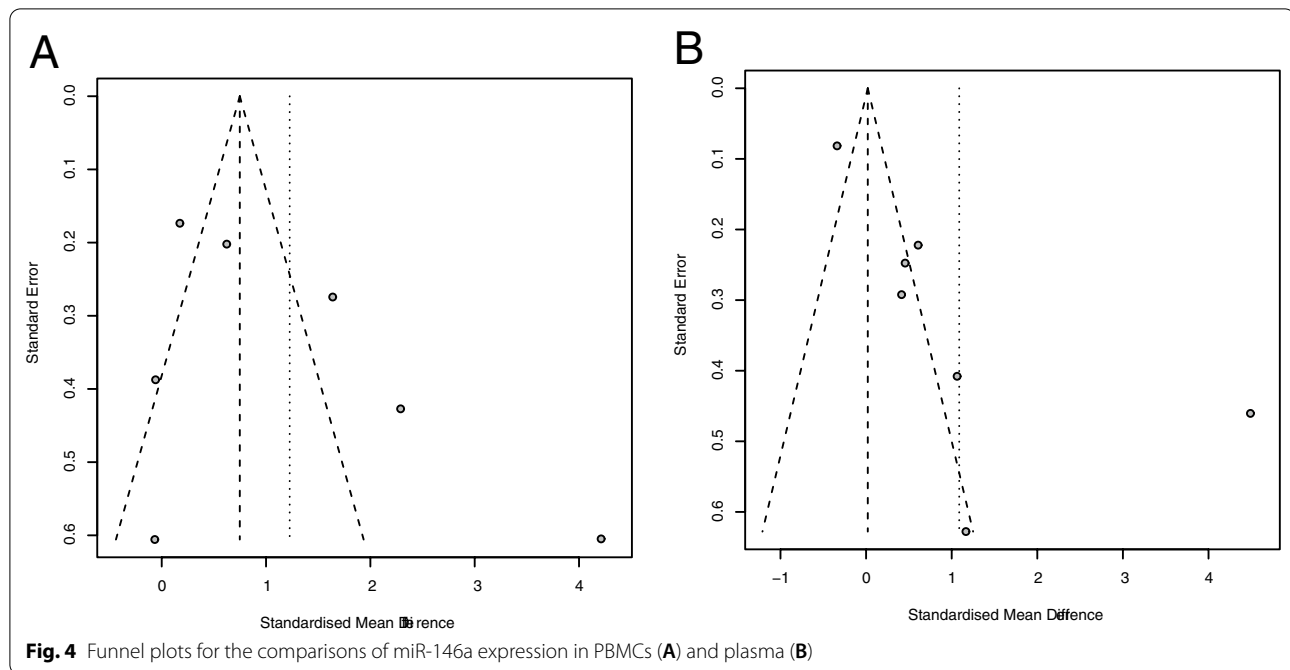 A
0.0
0.1
0.2
0.3
0.4
0.5
0.6
Standard Error
0 1 2 3 4
Standardised Mean
B
0.0
0.1
0.2
0.3
0.4
0.5
0.6
Standard Error
−1 0 1 2 3 4
Standardised Mean
Fig. 4 Funnel plots for the comparisons of miR-146a expression in PBMCs (A) and plasma (B)